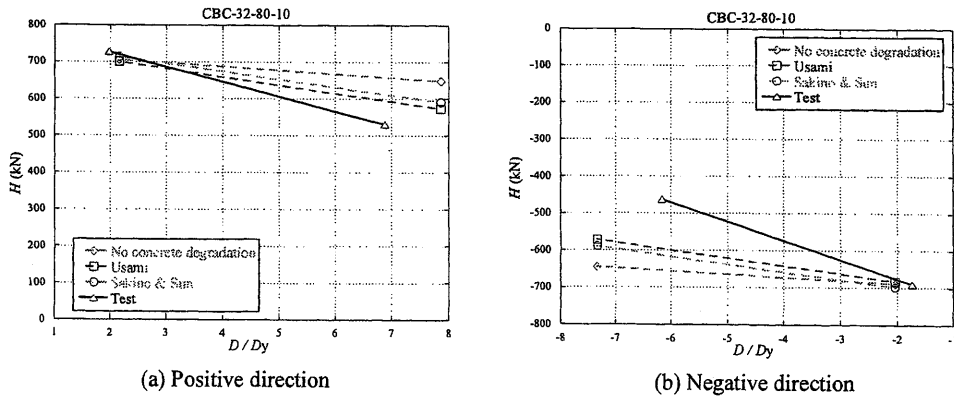 CBC-32-80-10
800
700
600
500
400
300
200
100
0
H (kN)
No concrete degradation
Usami
Sakino & Sun
Test
1 2 3 4 5 6 7 8
D / Dy
(a) Positive direction
CBC-32-80-10
0
-100
-200
-300
-400
-500
-600
-700
-800
H (kN)
No concrete degradation
Usami
Sakino & Sun
Test
-8 -7 -6 -5 -4 -3 -2 -1
D / Dy
(b) Negative direction